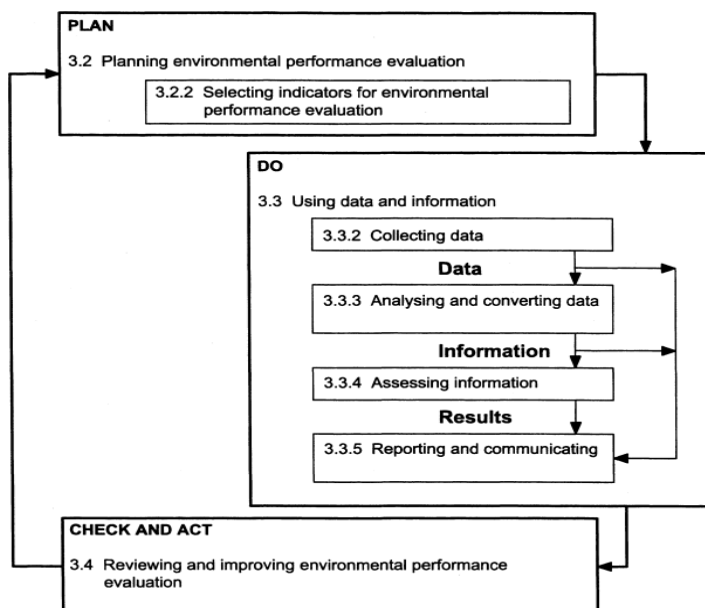 PLAN
3.2 Planning environmental performance evaluation
3.2.2 Selecting indicators for environmental
performance evaluation
DO
3.3 Using data and information
3.3.2 Collecting data
Data
3.3.3 Analysing and converting data
Information
3.3.4 Assessing information
Results
3.3.5 Reporting and communicating
CHECK AND ACT
3.4 Reviewing and improving environmental performance
evaluation